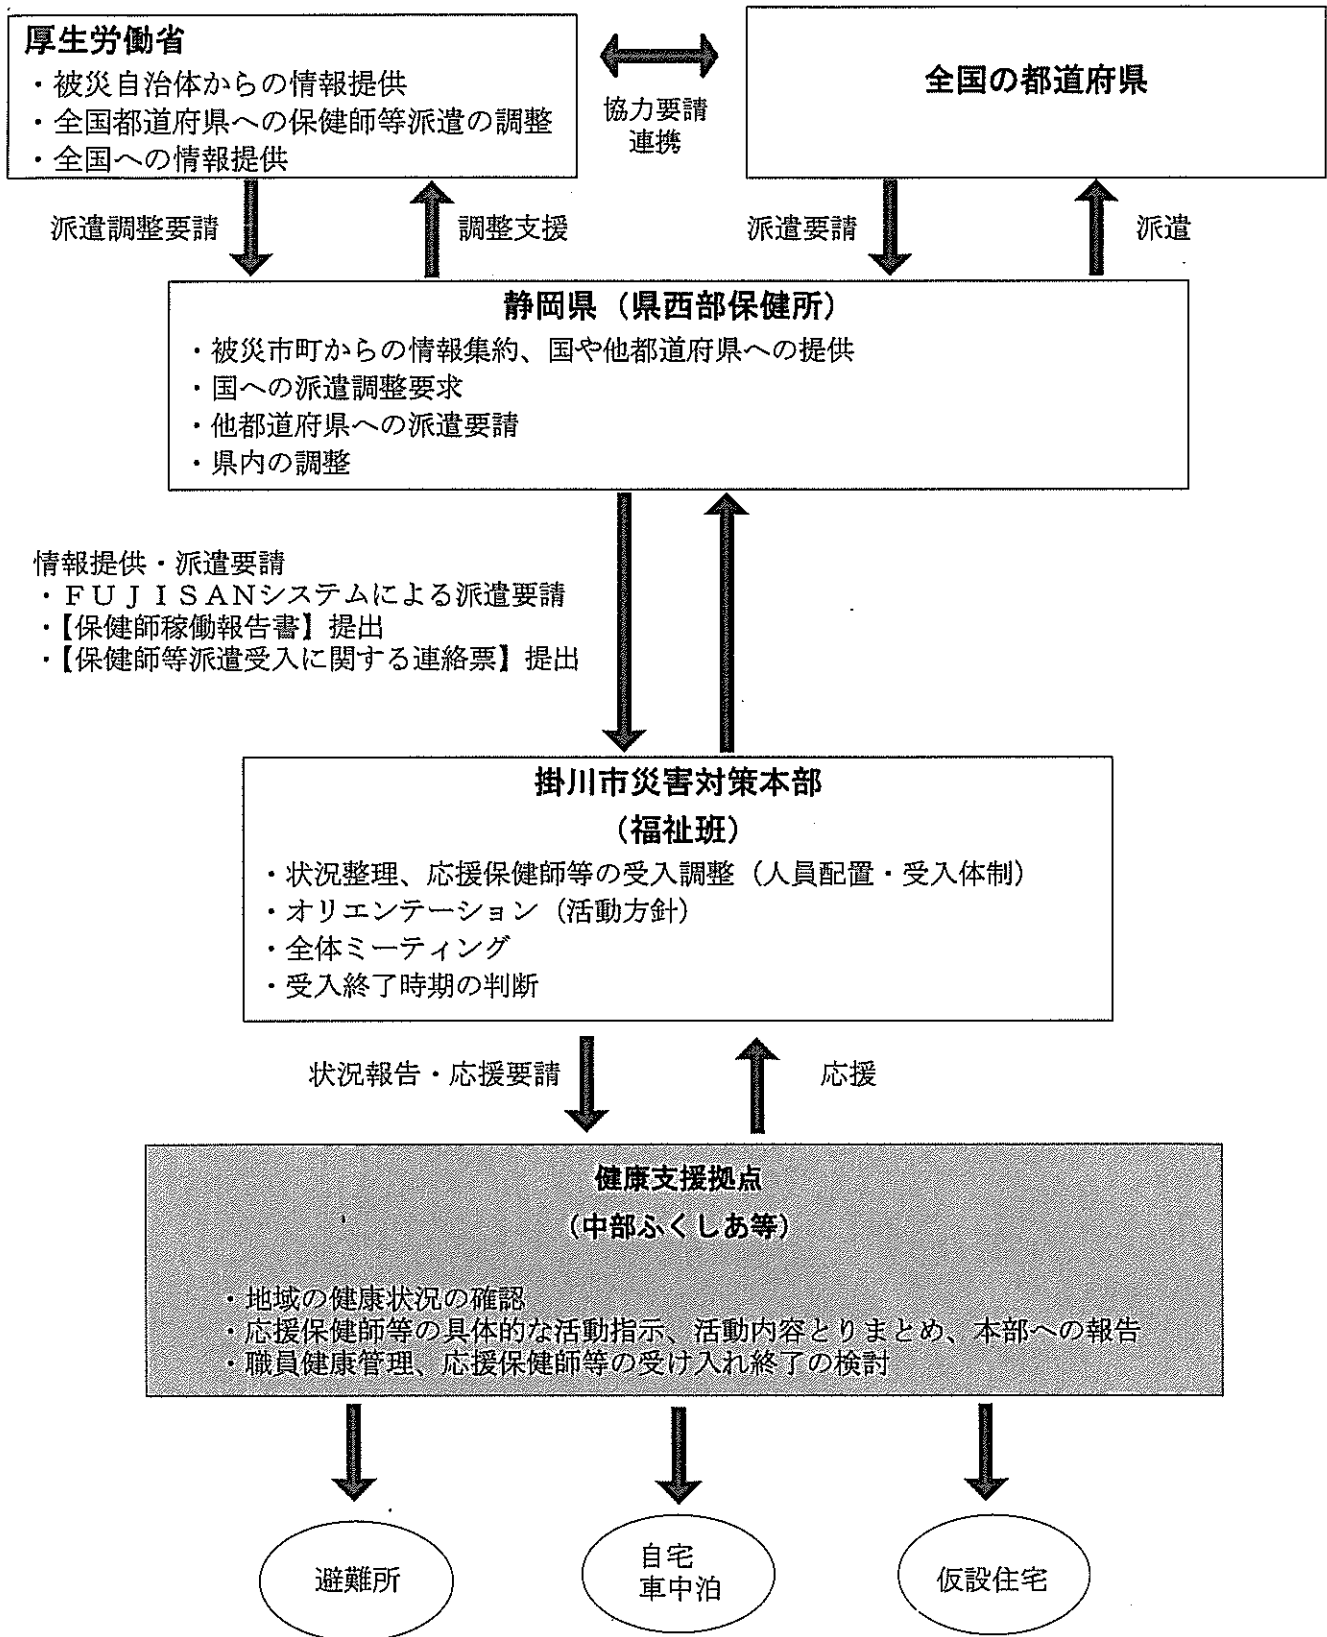 厚生労働省
・被災自治体からの情報提供
・全国都道府県への保健師等派遣の調整
・全国への情報提供
協力要請
連携
全国の都道府県
派遣調整要請
調整支援
派遣要請
派遣
静岡県（県西部保健所）
・被災市町からの情報集約、国や他都道府県への提供
・国への派遣調整要求
・他都道府県への派遣要請
・県内の調整
情報提供・派遣要請
・ＦＵＪＩＳＡＮシステムによる派遣要請
・【保健師稼働報告書】提出
・【保健師等派遣受入に関する連絡票】提出
掛川市災害対策本部
（福祉班）
・状況整理、応援保健師等の受入調整（人員配置・受入体制）
・オリエンテーション（活動方針）
・全体ミーティング
・受入終了時期の判断
状況報告・応援要請
応援
健康支援拠点
（中部ふくしあ等）
・地域の健康状況の確認
・応援保健師等の具体的な活動指示、活動内容とりまとめ、本部への報告
・職員健康管理、応援保健師等の受け入れ終了の検討
避難所
自宅
車中泊
仮設住宅